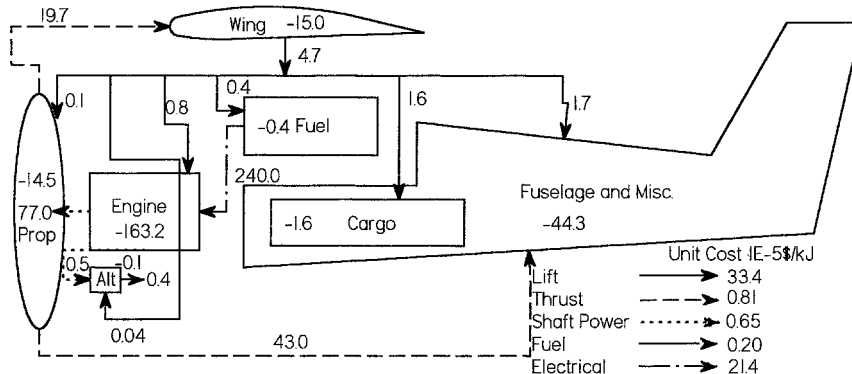 19.7
Wing -15.0
4.7
0.1
0.8
0.4
1.6
1.7
-0.4 Fuel
-14.5
240.0
Engine
Fuselage and Misc.
77.0
-163.2
-1.6 Cargo
-44.3
Prop
0.5
-0.1
Alt
0.4
0.04
43.0
Unit Cost 1E-5$/kJ
Lift 33.4
Thrust 0.81
Shaft Power 0.65
Fuel 0.20
Electrical 21.4